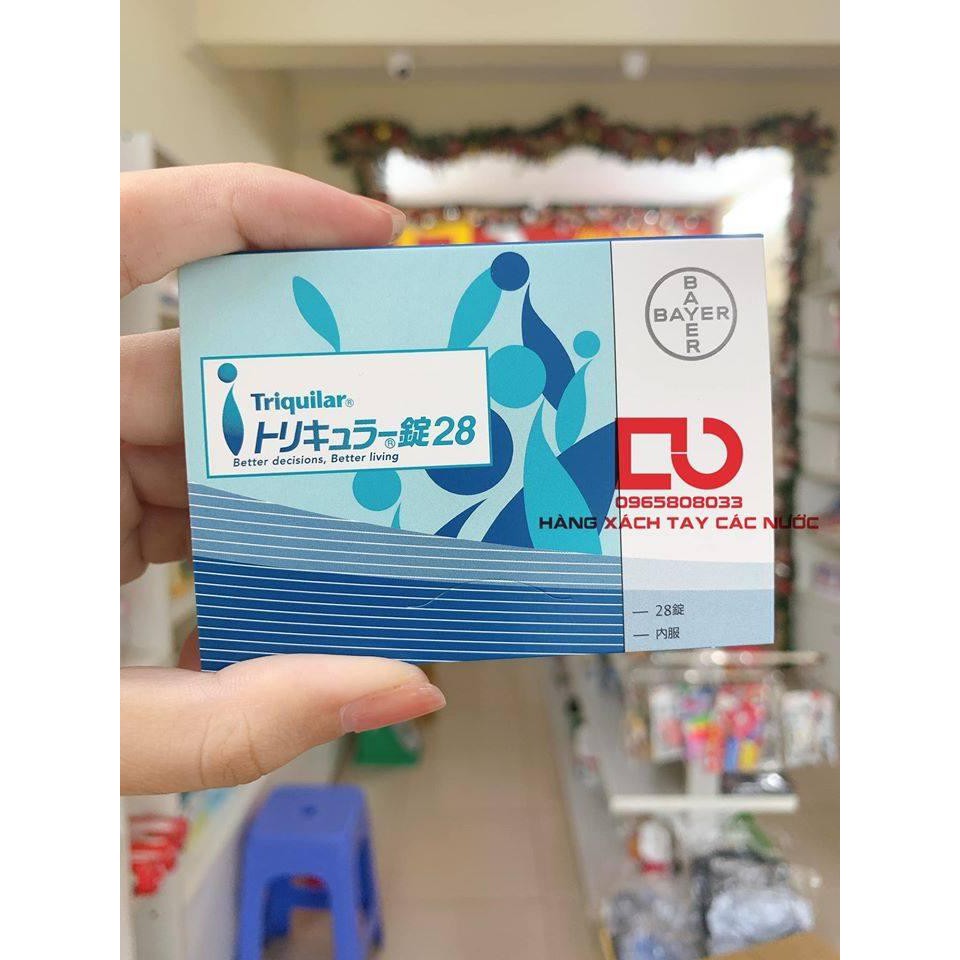 Triquilar®
トリキュラー®錠28
Better decisions, Better living
BAYER
BAYER
0965808033
HÀNG XÁCH TAY CÁC NƯỚC
— 28錠
— 内服